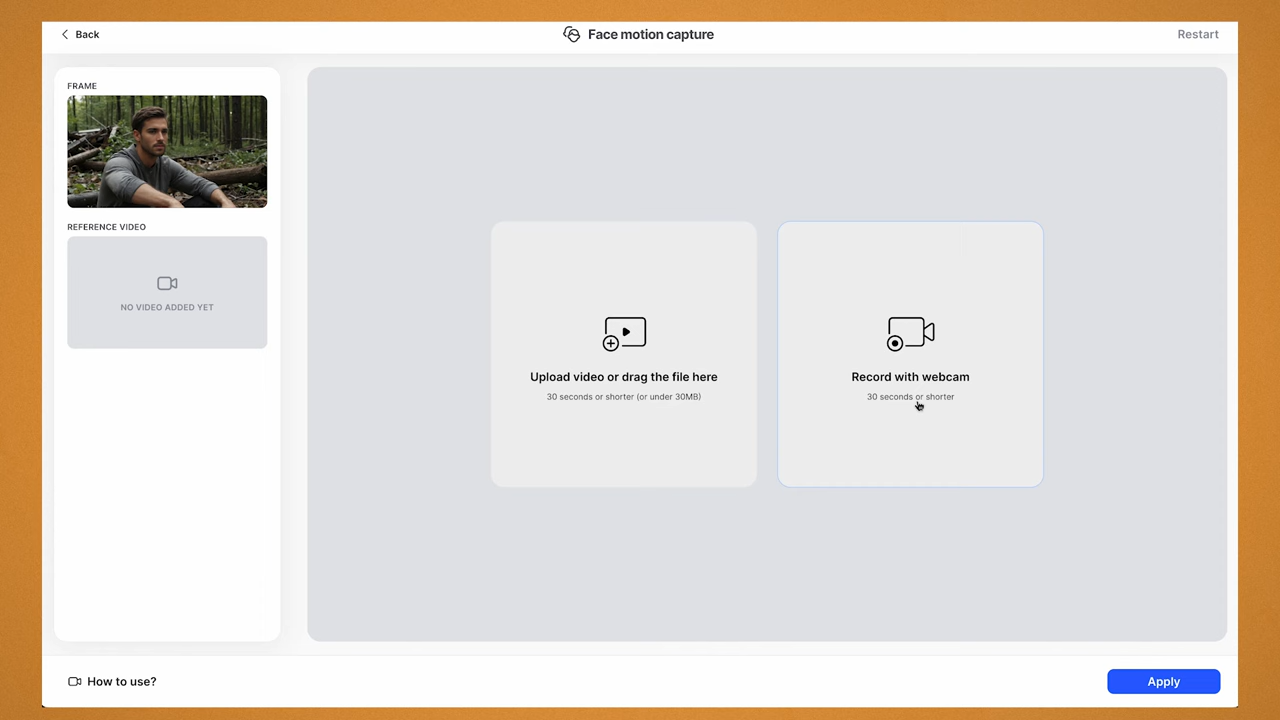 Back
Face motion capture
Restart
FRAME
REFERENCE VIDEO
NO VIDEO ADDED YET
Upload video or drag the file here
30 seconds or shorter (or under 30MB)
Record with webcam
30 seconds or shorter
How to use?
Apply